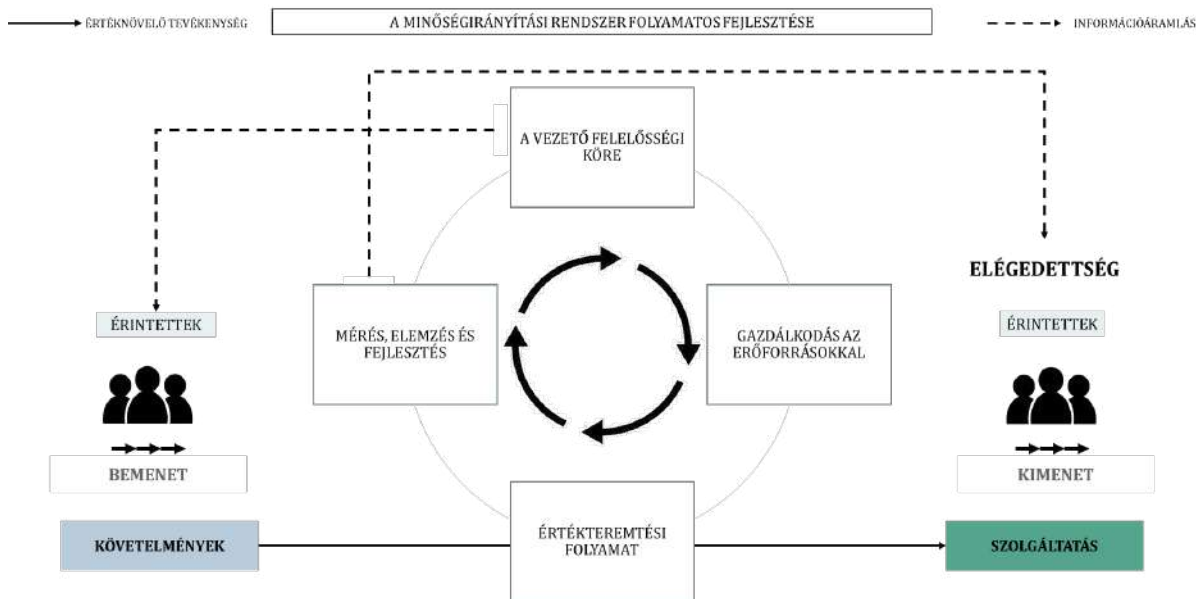 ÉRTÉKNÖVELŐ TEVÉKENYSÉG
A MINŐSÉGIRÁNYÍTÁSI RENDSZER FOLYAMATOS FEJLESZTÉSE
INFORMÁCIÓÁRAMLÁS
A VEZETŐ FELELŐSSÉGI
KÖRE
ELÉGEDETTSÉG
ÉRINTETTEK
MÉRÉS, ELEMZÉS ÉS
FEJLESZTÉS
GAZDÁLKODÁS AZ
ERŐFORRÁSOKKAL
ÉRINTETTEK
BEMENET
KIMENET
KÖVETELMÉNYEK
ÉRTÉKTEREMTÉSI
FOLYAMAT
SZOLGÁLTATÁS